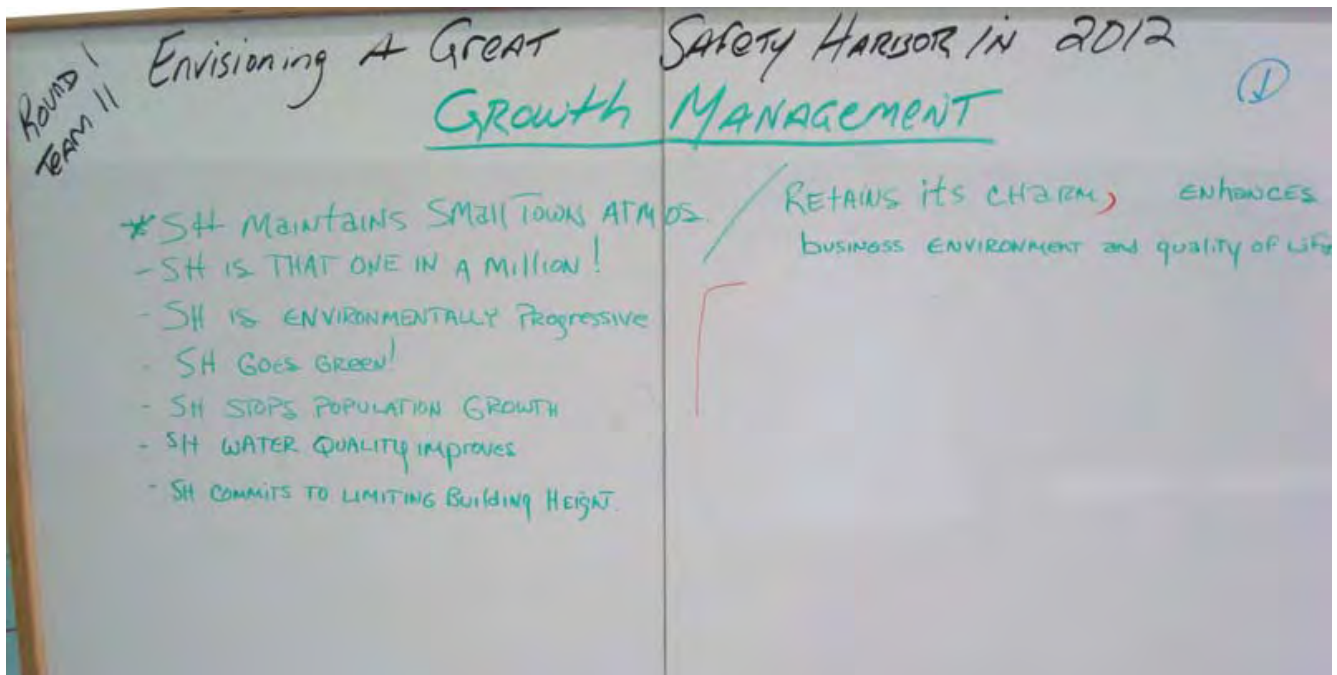 ROUND 1
TEAM 11
Envisioning A GREAT SAFETY HARBOR IN 2012
1
GROWTH MANAGEMENT
*SH MAINTAINS SMALL TOWN ATMOS. / RETAINS its CHARM, ENHANCES
business ENVIRONMENT and quality of Life
- SH IS THAT ONE IN A Million!
- SH IS ENVIRONMENTALLY PROgressive
- SH GOES GREEN!
- SH STOPS POPULATION GROWTH
- SH WATER QUALITY improves
- SH COMMITS TO LIMITING Building HEIGHT.